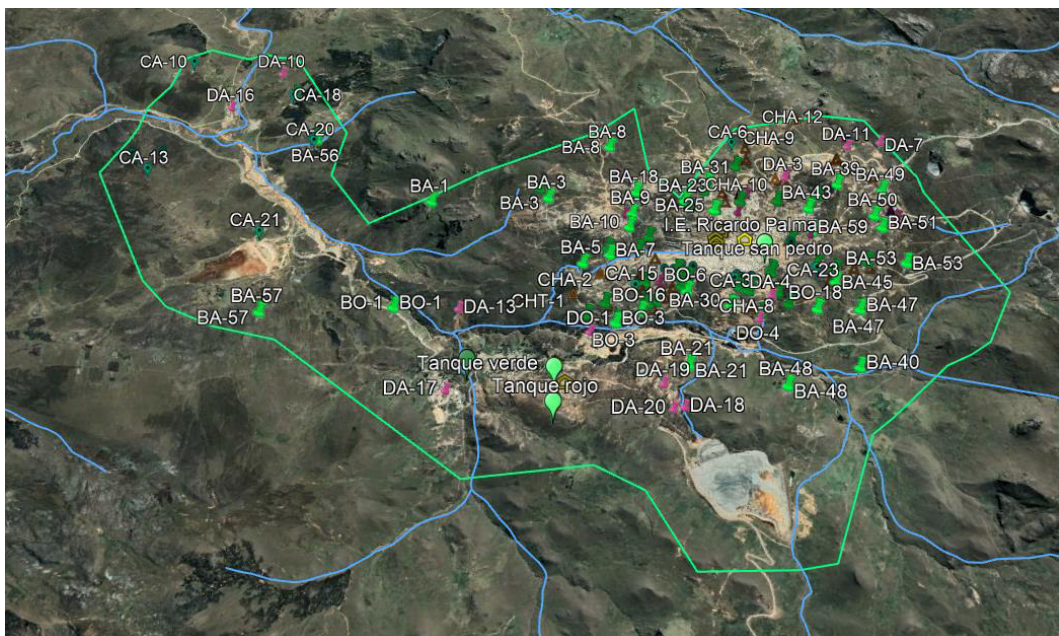 CA-10
DA-10
DA-16
CA-18
CA-20
BA-56
CA-13
CA-21
BA-57
BA-57
BA-1
BO-1
BO-1
DA-13
BA-3
BA-3
BA-8
BA-8
CHA-12
CA-6
CHA-9
DA-11
DA-7
BA-31
DA-3
BA-39
BA-18
BA-23
CHA-10
BA-43
BA-49
BA-9
BA-25
BA-50
BA-10
I.E. Ricardo Palma
BA-59
BA-51
BA-5
BA-7
Tanque san pedro
BA-53
BA-53
CHA-2
CA-15
BO-6
CA-3
DA-4
CA-23
BA-45
CHT-1
BO-16
BA-30
CHA-8
BO-18
BA-47
BA-47
DO-1
BO-3
BO-3
DO-4
Tanque verde
BA-21
BA-21
BA-48
BA-48
BA-40
DA-17
Tanque rojo
DA-19
DA-20
DA-18